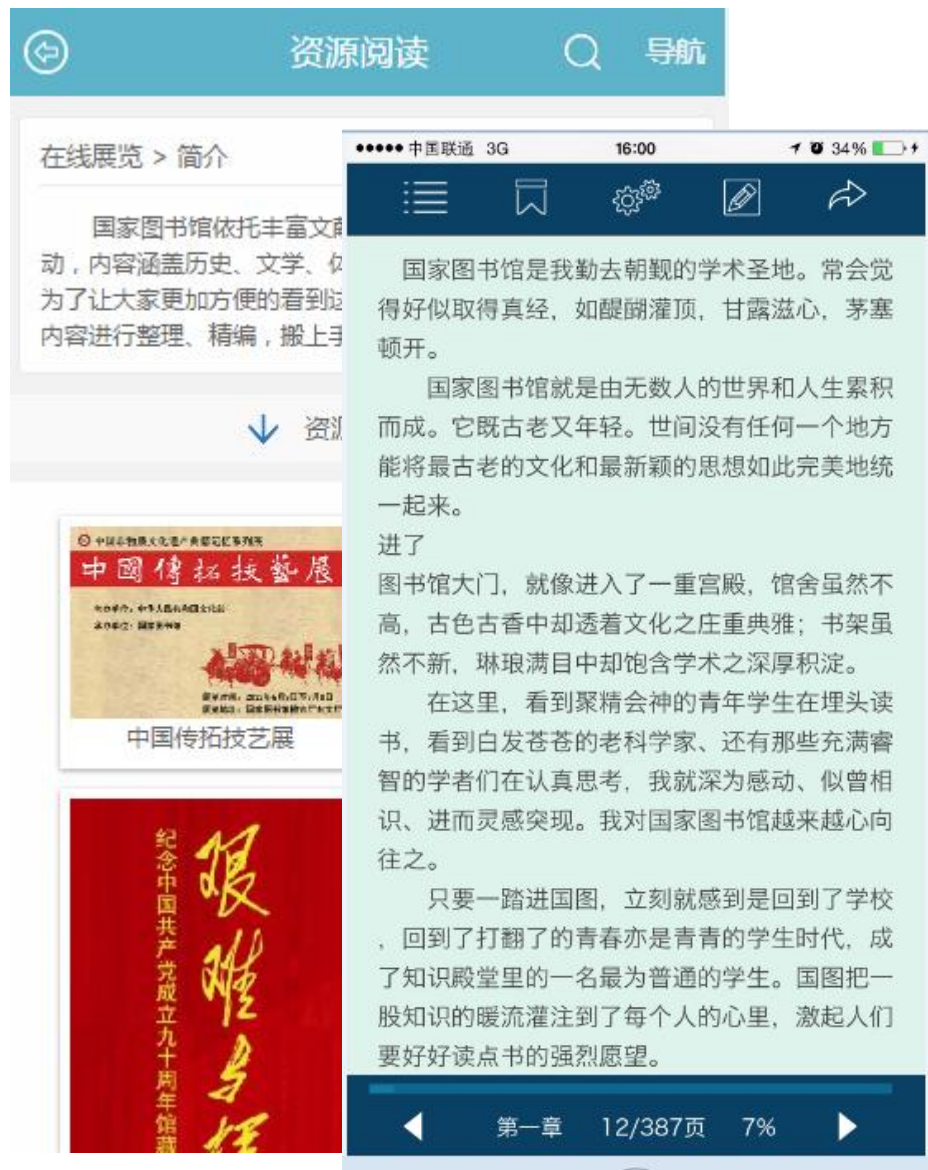 资源阅读
导航
在线展览 > 简介
国家图书馆依托丰富文献
动，内容涵盖历史、文学、体
为了让大家更加方便的看到这
内容进行整理、精编，搬上手
资源
中國傳拓技藝展
中国传拓技艺展
纪念中国共产党成立九十周年馆藏
艰难与辉
中国联通 3G 16:00 34%
国家图书馆是我勤去朝觐的学术圣地。常会觉
得好似取得真经，如醍醐灌顶，甘露滋心，茅塞
顿开。
国家图书馆就是由无数人的世界和人生累积
而成。它既古老又年轻。世间没有任何一个地方
能将最古老的文化和最新颖的思想如此完美地统
一起来。
进了
图书馆大门，就像进入了一重宫殿，馆舍虽然不
高，古色古香中却透着文化之庄重典雅；书架虽
然不新，琳琅满目中却饱含学术之深厚积淀。
在这里，看到聚精会神的青年学生在埋头读
书，看到白发苍苍的老科学家、还有那些充满睿
智的学者们在认真思考，我就深为感动、似曾相
识、进而灵感突现。我对国家图书馆越来越心向
往之。
只要一踏进国图，立刻就感到是回到了学校
，回到了打翻了的青春亦是青青的学生时代，成
了知识殿堂里的一名最为普通的学生。国图把一
股知识的暖流灌注到了每个人的心里，激起人们
要好好读点书的强烈愿望。
第一章 12/387页 7%